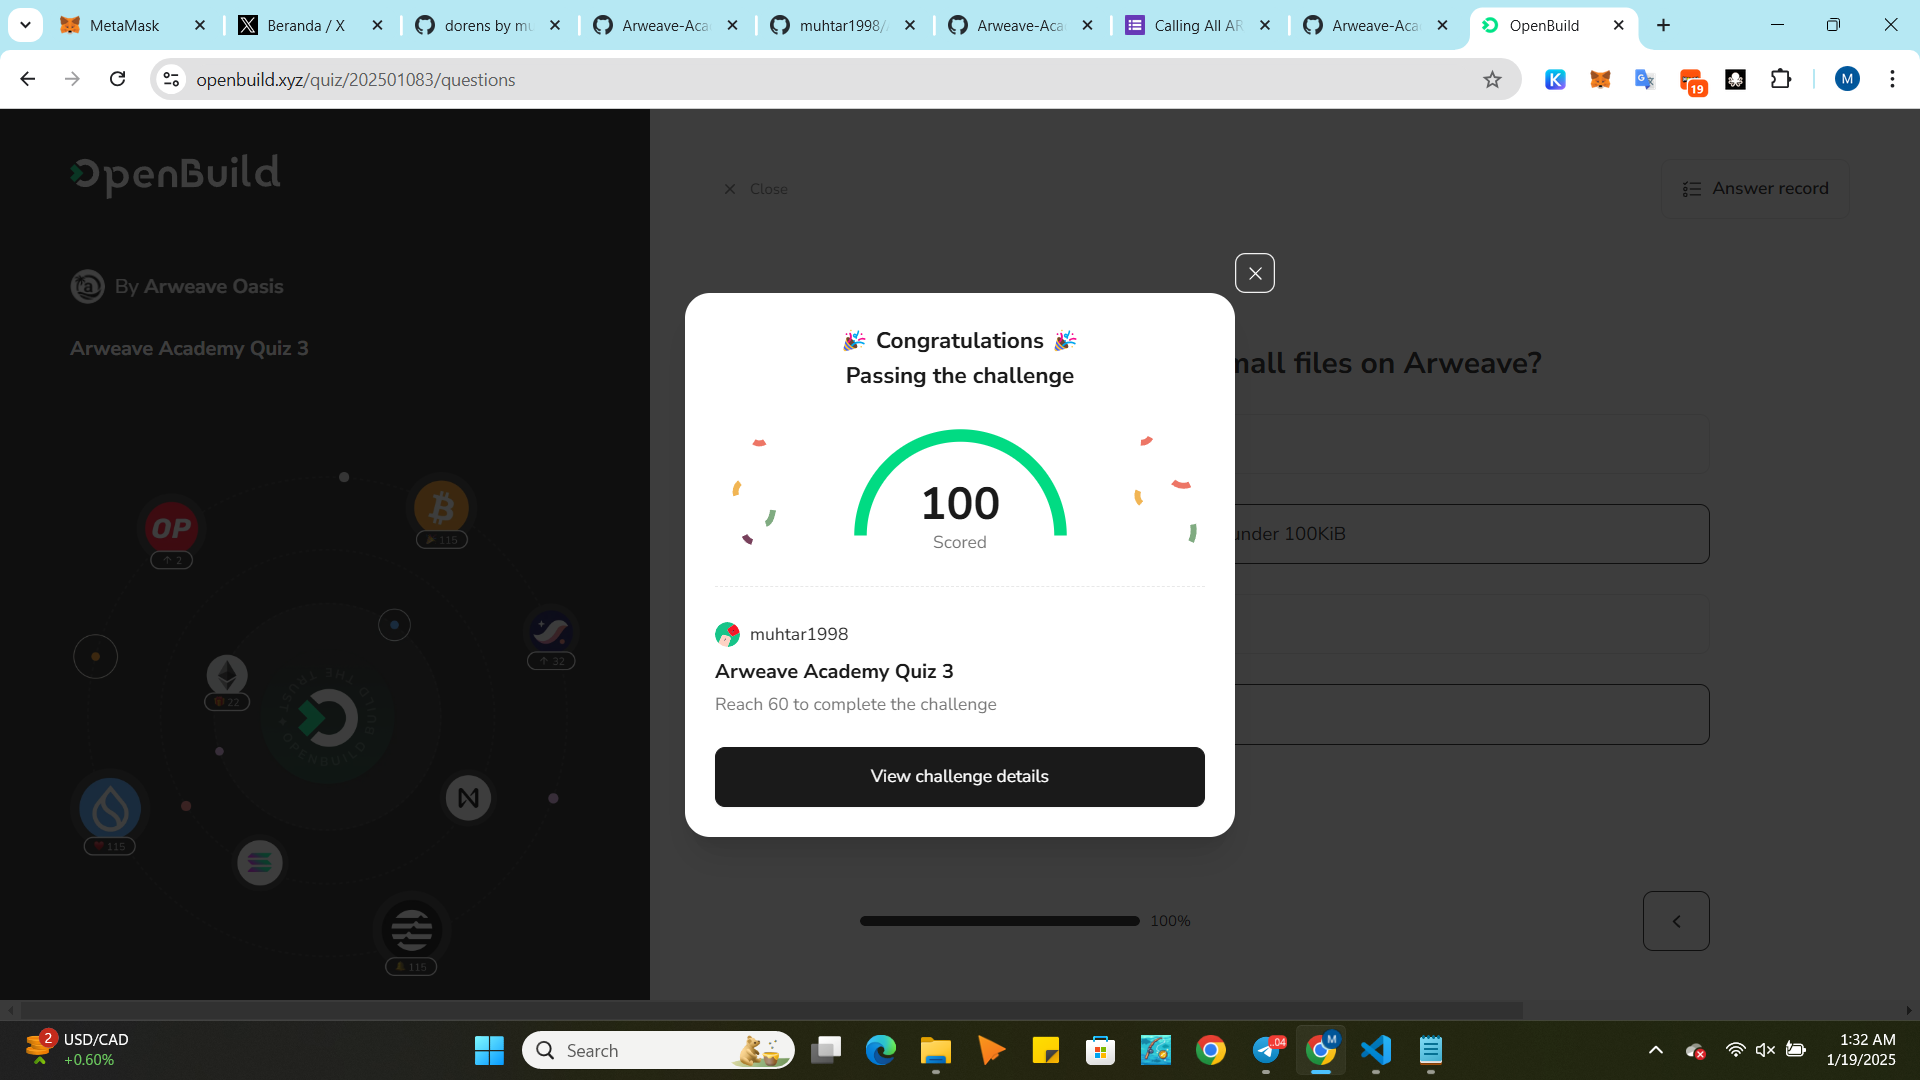 MetaMask
Beranda / X
dorens by mu
Arweave-Aca
muhtar1998/
Arweave-Aca
Calling All AR
Arweave-Aca
OpenBuild
openbuild.xyz/quiz/202501083/questions
19
M
OpenBuild
Close
Answer record
By Arweave Oasis
Arweave Academy Quiz 3
mall files on Arweave?
under 100KiB
Congratulations
Passing the challenge
100
Scored
muhtar1998
Arweave Academy Quiz 3
Reach 60 to complete the challenge
View challenge details
OP
2
115
32
22
115
115
100%
2
USD/CAD
+0.60%
Search
M
1:32 AM
1/19/2025